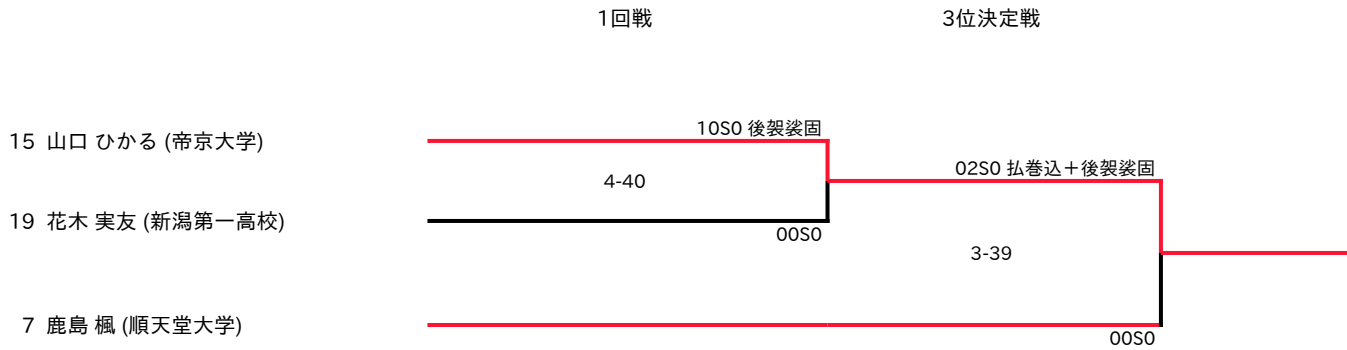 1回戦
3位決定戦
15 山口 ひかる (帝京大学)
10S0 後袈裟固
4-40
02S0 払巻込＋後袈裟固
19 花木 実友 (新潟第一高校)
00S0
3-39
7 鹿島 楓 (順天堂大学)
00S0